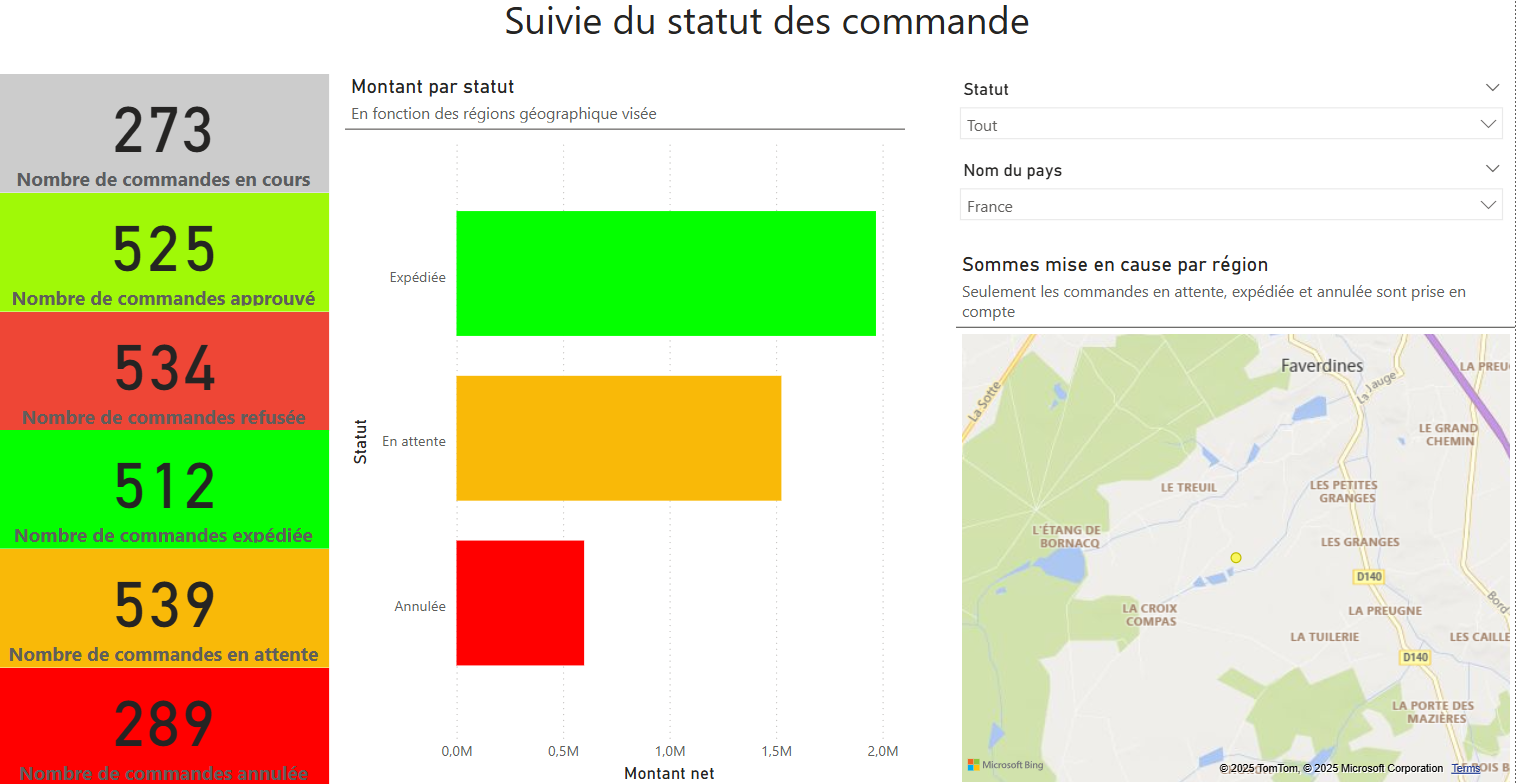 Suivie du statut des commande
273
Nombre de commandes en cours
525
Nombre de commandes approuvé
534
Nombre de commandes refusée
512
Nombre de commandes expédiée
539
Nombre de commandes en attente
289
Nombre de commandes annulée
Montant par statut
En fonction des régions géographique visée
Statut
Expédiée
En attente
Annulée
0,0M 0,5M 1,0M 1,5M 2,0M
Montant net
Statut
Tout
Nom du pays
France
Sommes mise en cause par région
Seulement les commandes en attente, expédiée et annulée sont prise en
compte
Faverdines
La Sotte
La Jauge
LA PREU
LE GRAND
CHEMIN
LE TREUIL
LES PETITES
GRANGES
L'ÉTANG DE
BORNACQ
LES GRANGES
D140
LA CROIX
COMPAS
LA PREUGNE
Bord
LA TUILERIE
LES CAILLE
D140
LA PORTE DES
MAZIÈRES
Microsoft Bing
© 2025 TomTom, © 2025 Microsoft Corporation Terms
OIS B